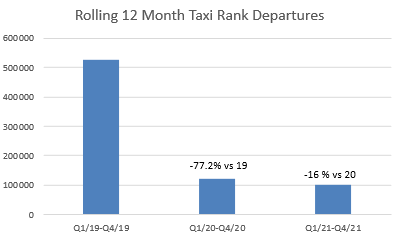 Rolling 12 Month Taxi Rank Departures
600000
500000
400000
300000
200000
100000
0
-77.2% vs 19
-16 % vs 20
Q1/19-Q4/19
Q1/20-Q4/20
Q1/21-Q4/21